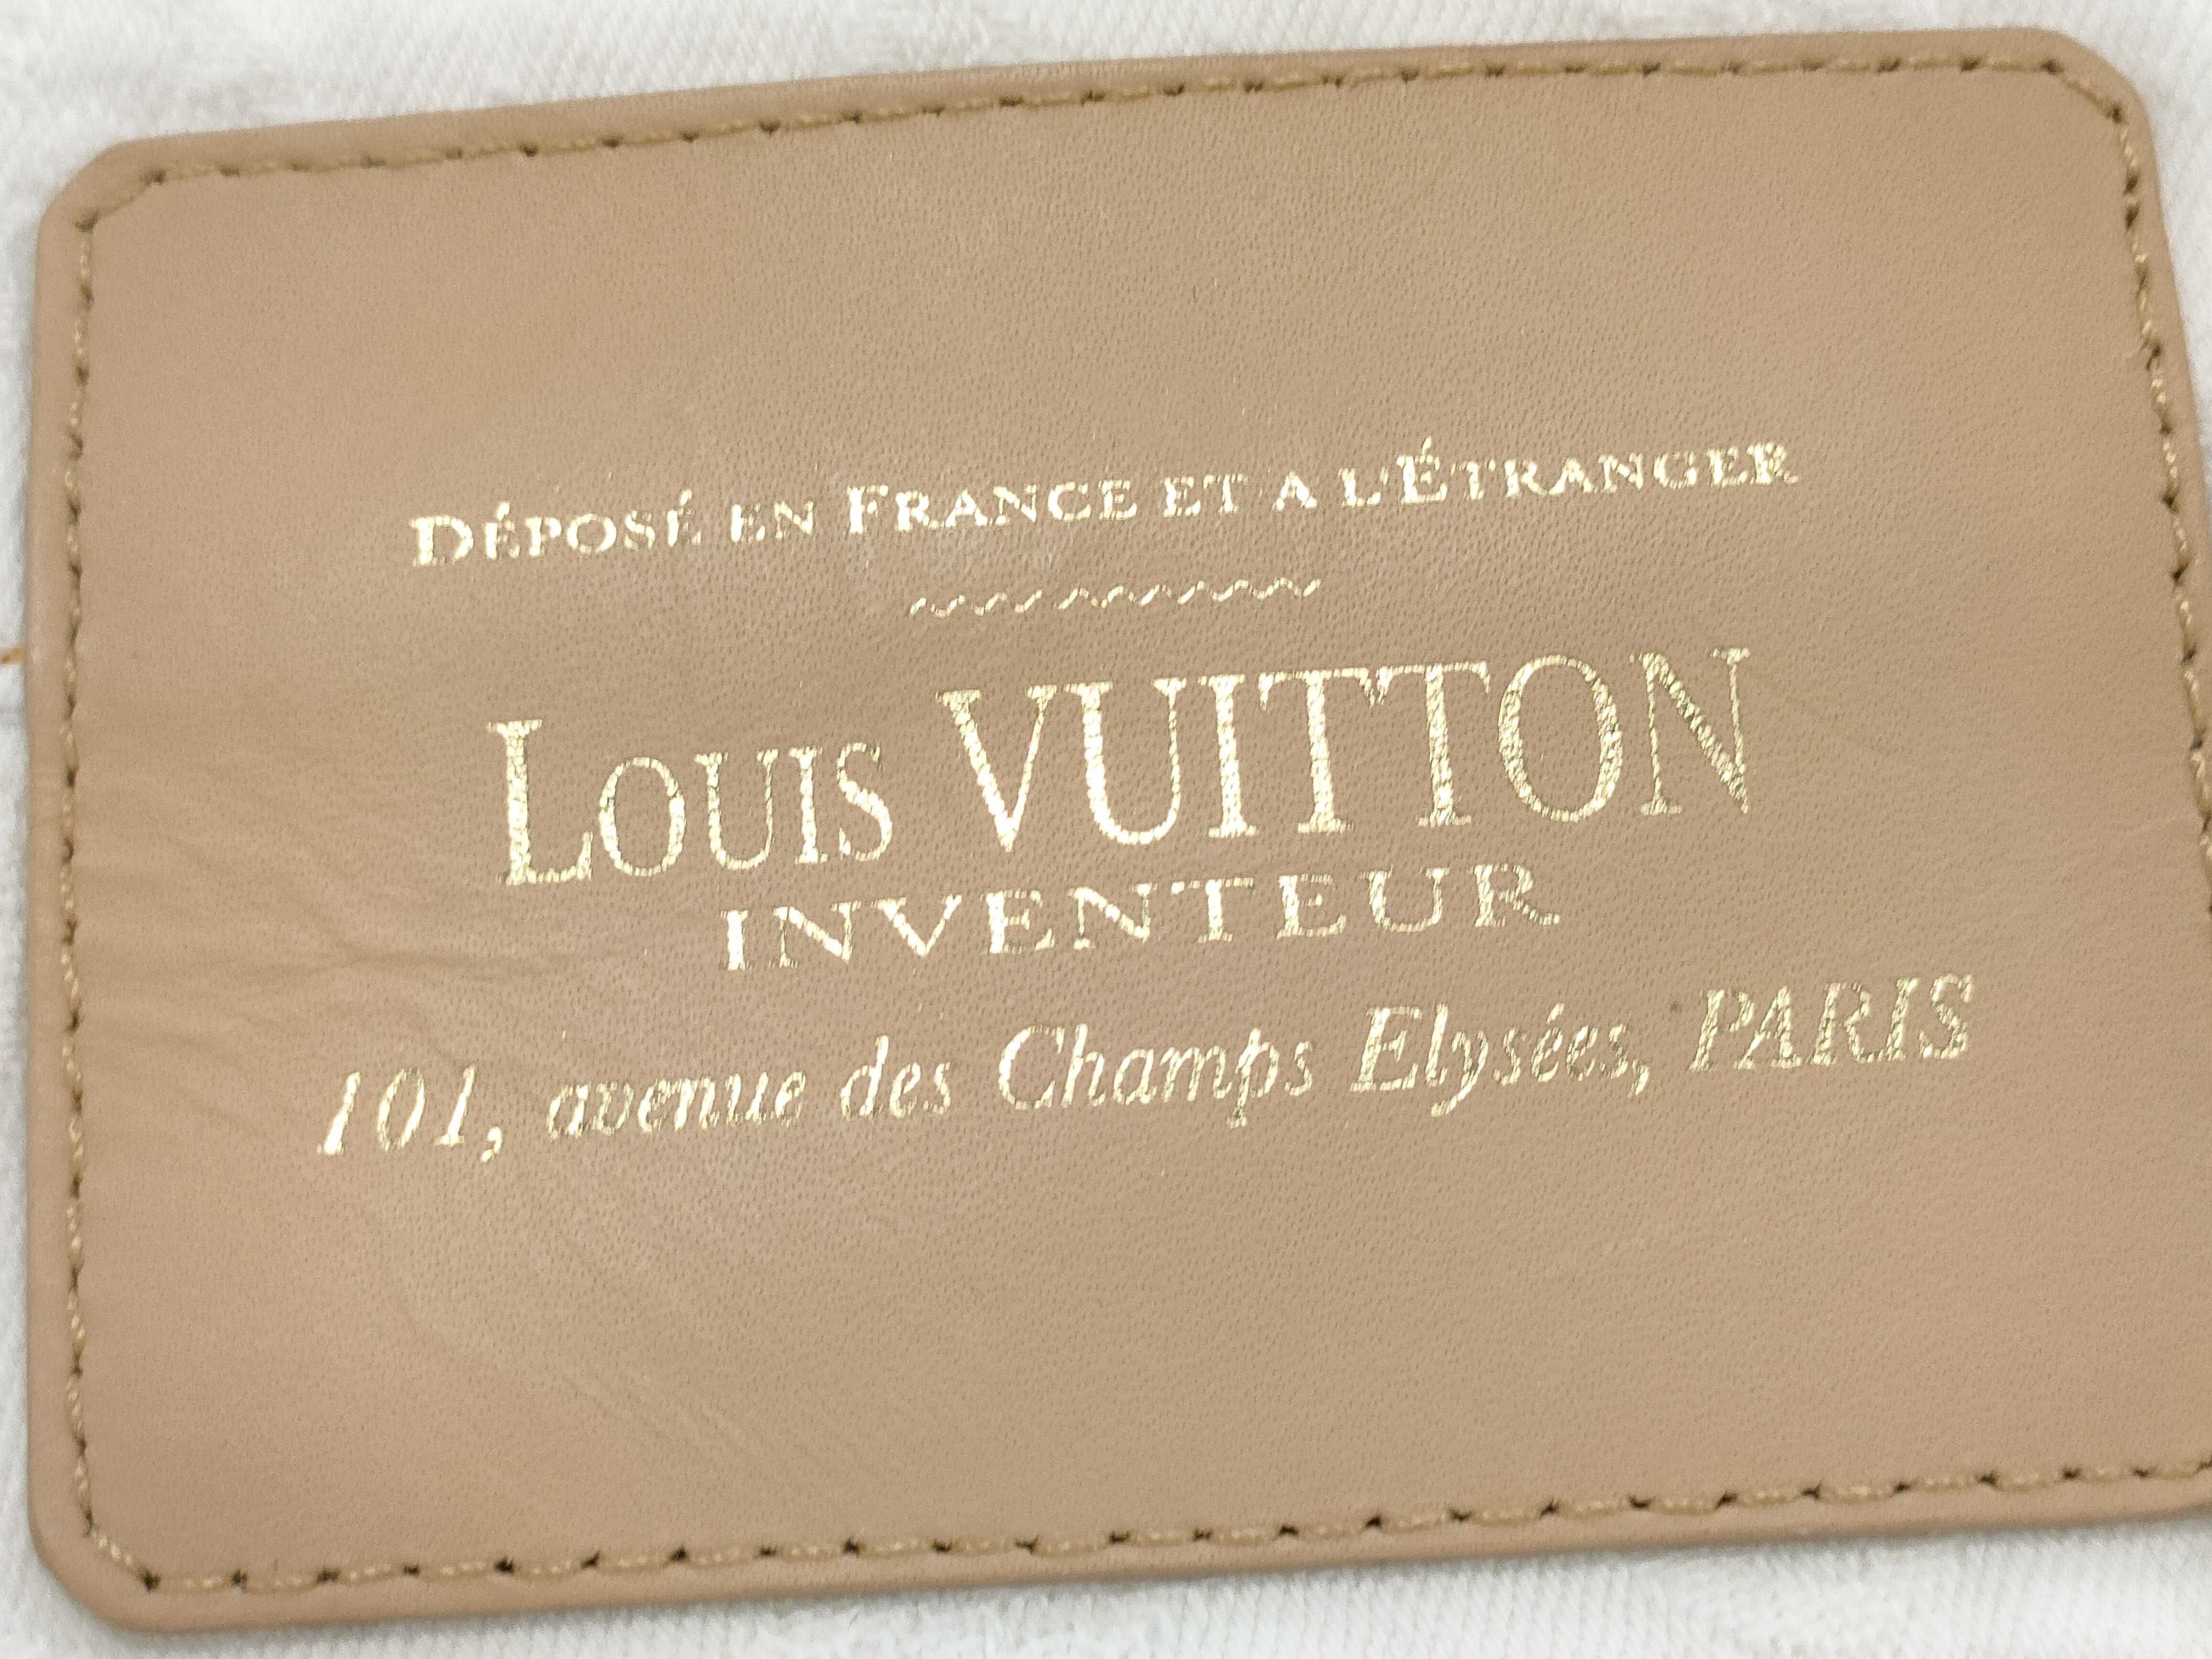 DÉPOSÉ EN FRANCE ET A L'ÉTRANGER
LOUIS VUITTON
INVENTEUR
101, avenue des Champs Elysées, PARIS